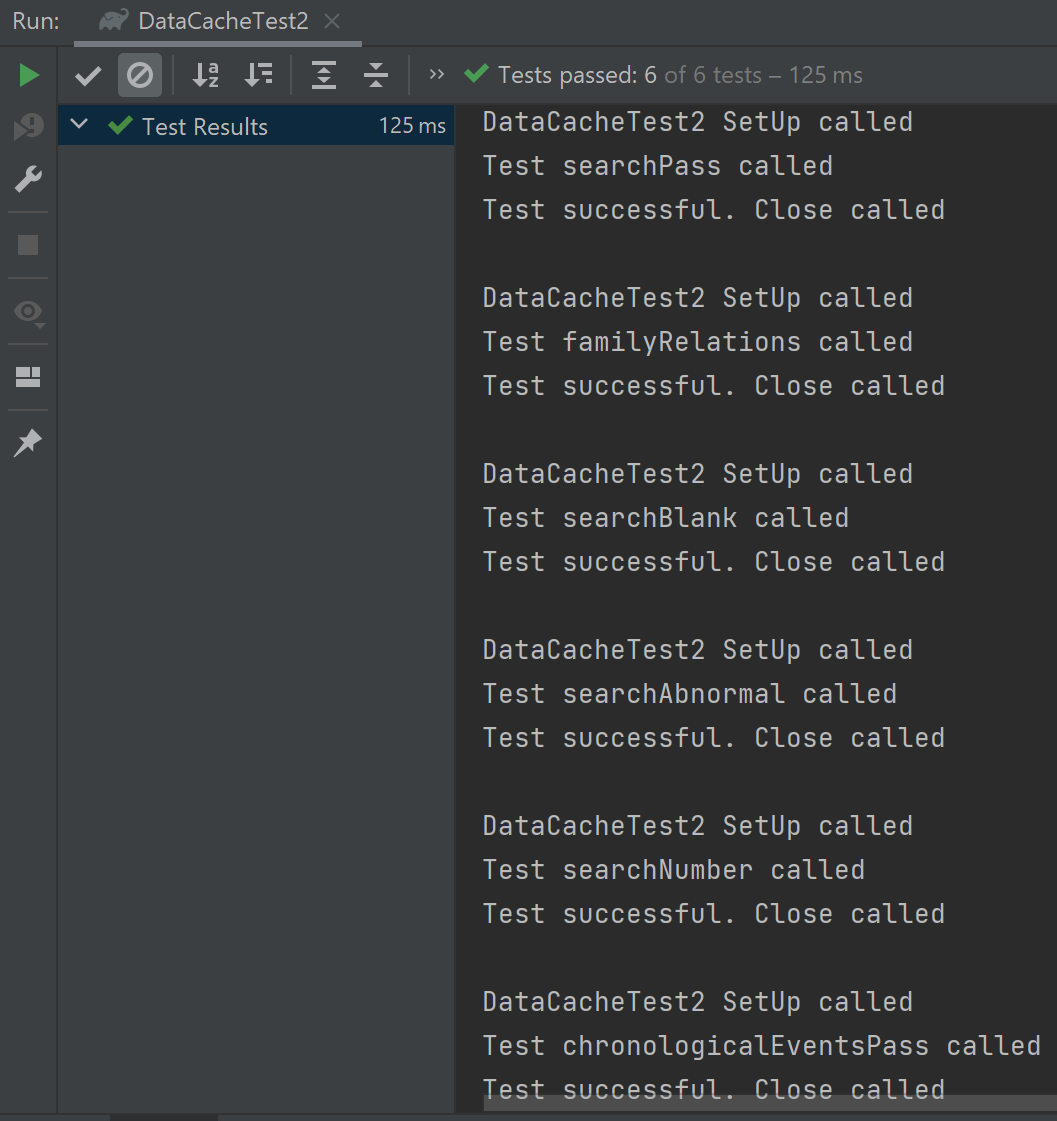 Run: DataCacheTest2
Tests passed: 6 of 6 tests – 125 ms
Test Results 125 ms
DataCacheTest2 SetUp called
Test searchPass called
Test successful. Close called
DataCacheTest2 SetUp called
Test familyRelations called
Test successful. Close called
DataCacheTest2 SetUp called
Test searchBlank called
Test successful. Close called
DataCacheTest2 SetUp called
Test searchAbnormal called
Test successful. Close called
DataCacheTest2 SetUp called
Test searchNumber called
Test successful. Close called
DataCacheTest2 SetUp called
Test chronologicalEventsPass called
Test successful. Close called